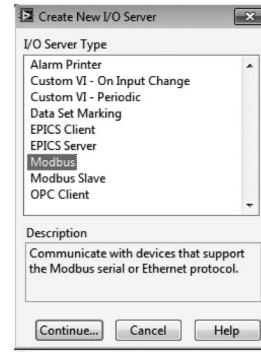 Create New I/O Server
I/O Server Type
Alarm Printer
Custom VI - On Input Change
Custom VI - Periodic
Data Set Marking
EPICS Client
EPICS Server
Modbus
Modbus Slave
OPC Client
Description
Communicate with devices that support
the Modbus serial or Ethernet protocol.
Continue... Cancel Help